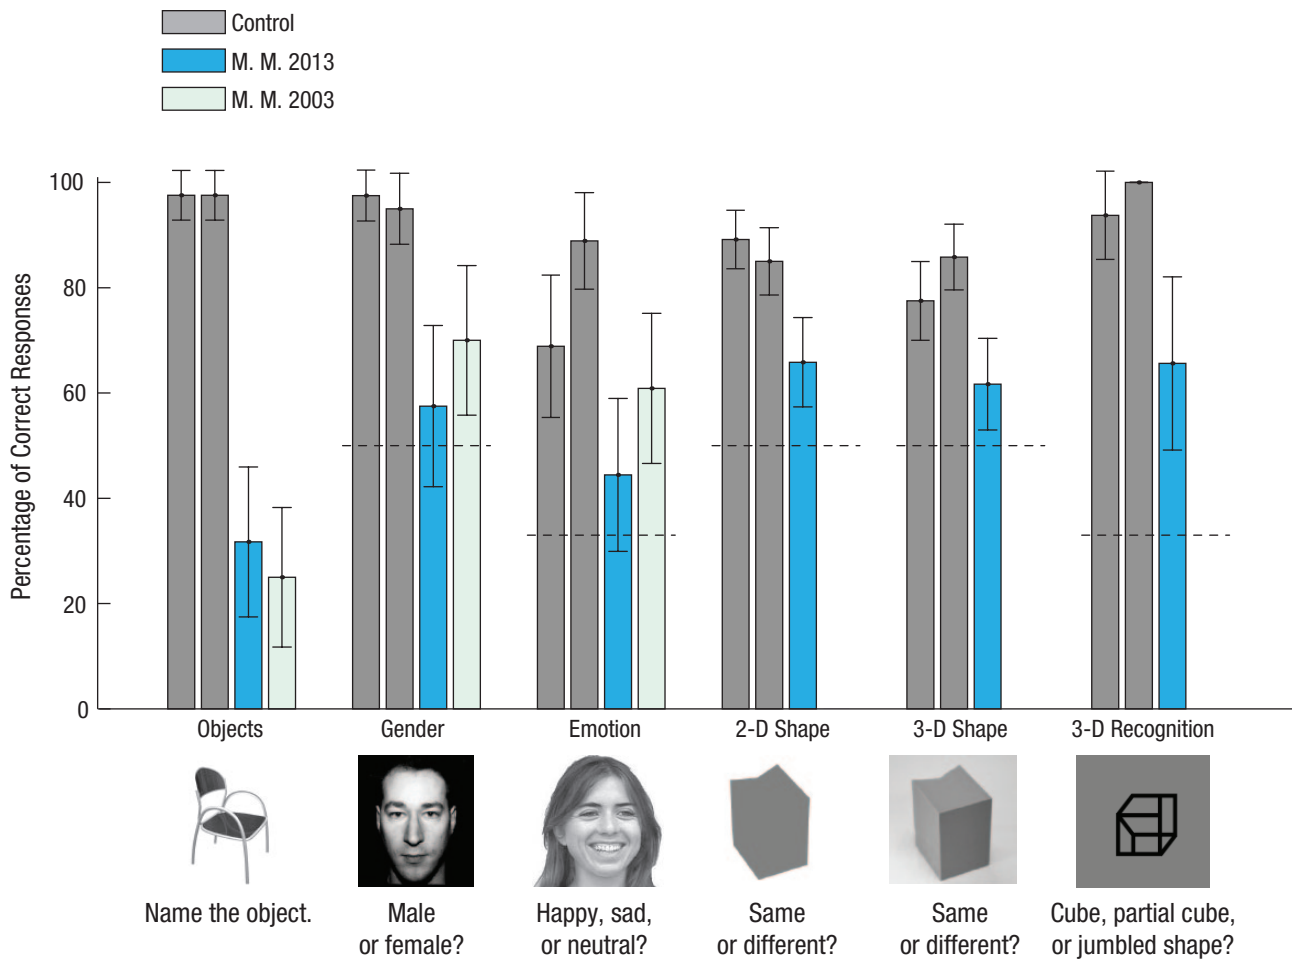 Control
M. M. 2013
M. M. 2003
Percentage of Correct Responses
100
80
60
40
20
0
Objects
Gender
Emotion
2-D Shape
3-D Shape
3-D Recognition
Name the object.
Male
or female?
Happy, sad,
or neutral?
Same
or different?
Same
or different?
Cube, partial cube,
or jumbled shape?